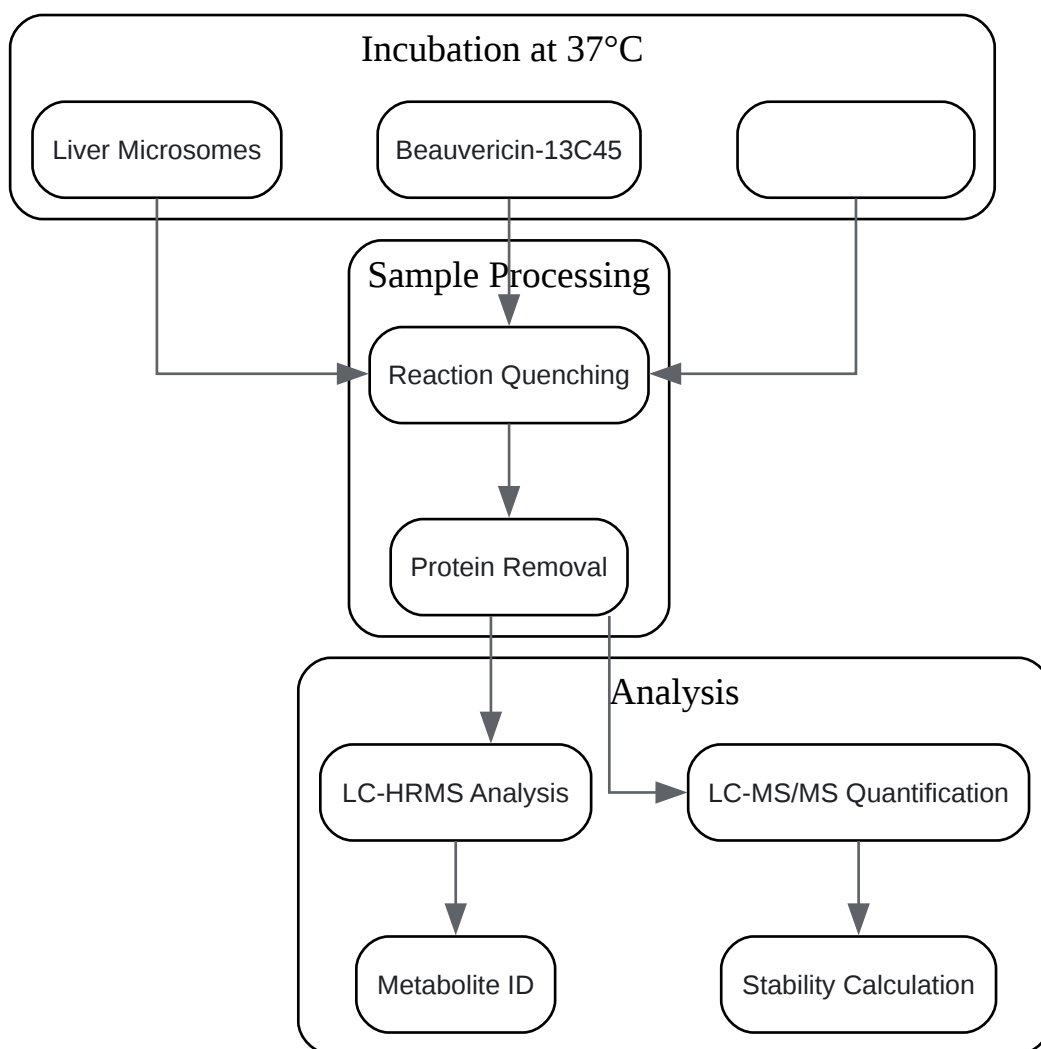 Incubation at 37°C
Liver Microsomes
Beauvericin-13C45
Sample Processing
Reaction Quenching
Protein Removal
Analysis
LC-HRMS Analysis
LC-MS/MS Quantification
Metabolite ID
Stability Calculation